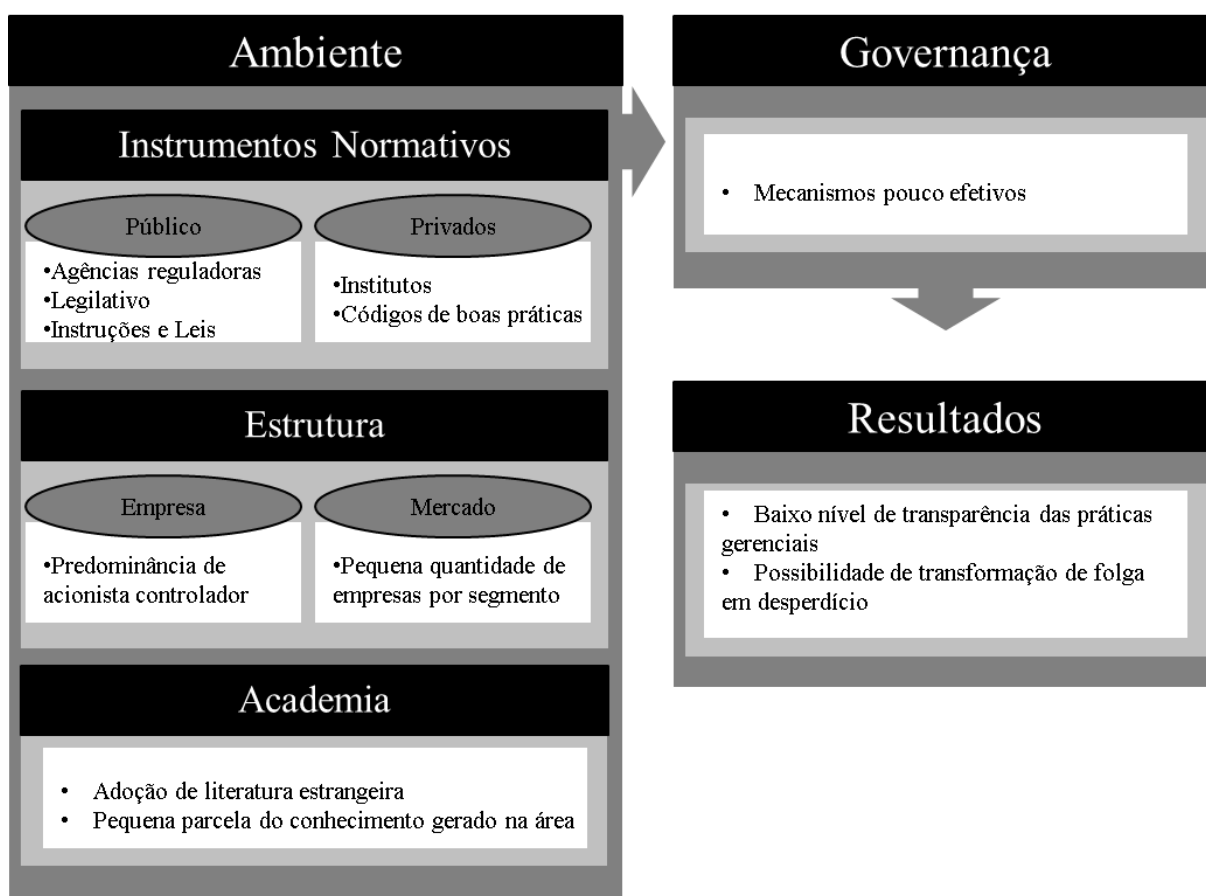 Ambiente
Instrumentos Normativos
Público
•Agências reguladoras
•Legilativo
•Instruções e Leis
Privados
•Institutos
•Códigos de boas práticas
Estrutura
Empresa
•Predominância de
acionista controlador
Mercado
•Pequena quantidade de
empresas por segmento
Academia
• Adoção de literatura estrangeira
• Pequena parcela do conhecimento gerado na área
Governança
• Mecanismos pouco efetivos
Resultados
• Baixo nível de transparência das práticas
gerenciais
• Possibilidade de transformação de folga
em desperdício